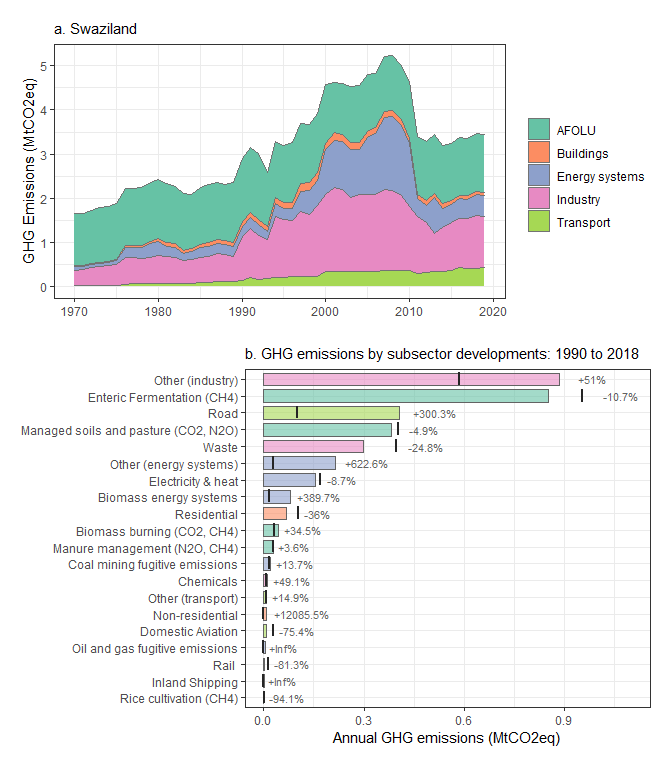 a. Swaziland
GHG Emissions (MtCO2eq)
5
4
3
2
1
0
1970
1980
1990
2000
2010
2020
AFOLU
Buildings
Energy systems
Industry
Transport
b. GHG emissions by subsector developments: 1990 to 2018
Other (industry) +51%
Enteric Fermentation (CH4) -10.7%
Road +300.3%
Managed soils and pasture (CO2, N2O) -4.9%
Waste -24.8%
Other (energy systems) +622.6%
Electricity & heat -8.7%
Biomass energy systems +389.7%
Residential -36%
Biomass burning (CO2, CH4) +34.5%
Manure management (N2O, CH4) +3.6%
Coal mining fugitive emissions +13.7%
Chemicals +49.1%
Other (transport) +14.9%
Non-residential +12085.5%
Domestic Aviation -75.4%
Oil and gas fugitive emissions +Inf%
Rail -81.3%
Inland Shipping +Inf%
Rice cultivation (CH4) -94.1%
0.0
0.3
0.6
0.9
Annual GHG emissions (MtCO2eq)